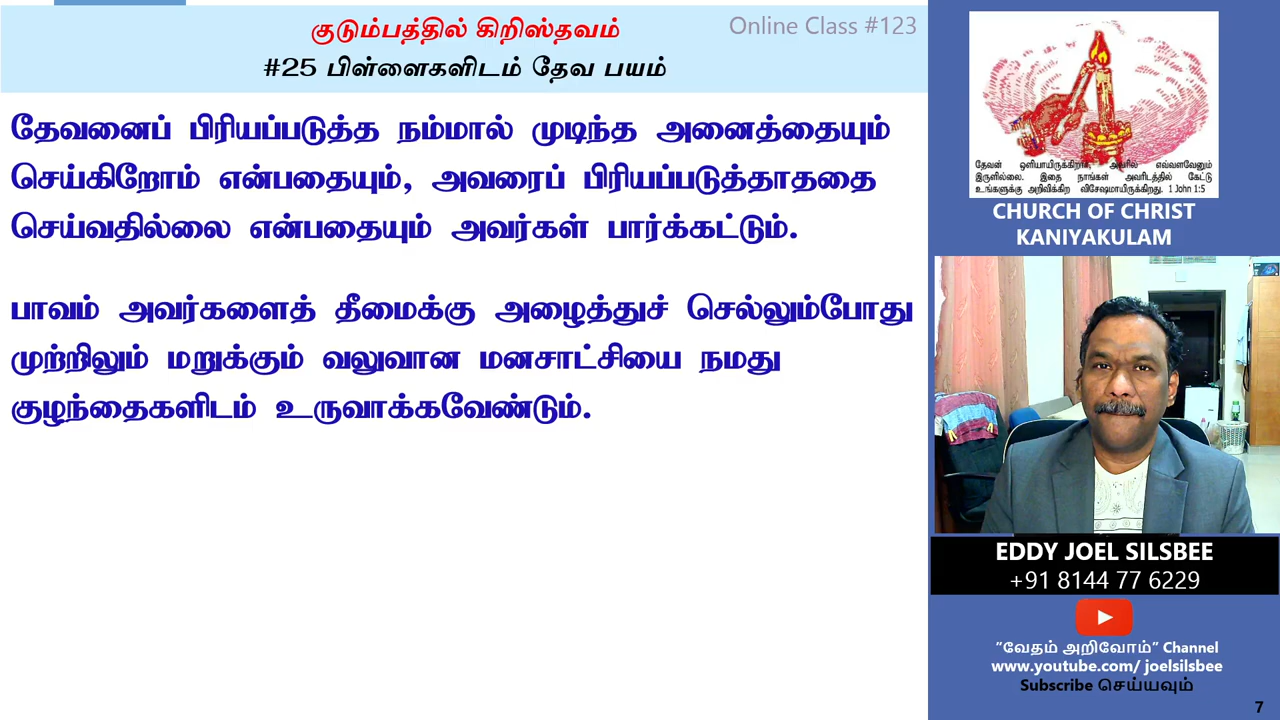 குடும்பத்தில் கிறிஸ்தவம்
Online Class #123
#25 பிள்ளைகளிடம் தேவ பயம்
தேவனைப் பிரியப்படுத்த நம்மால் முடிந்த அனைத்தையும்
செய்கிறோம் என்பதையும், அவரைப் பிரியப்படுத்தாததை
செய்வதில்லை என்பதையும் அவர்கள் பார்க்கட்டும்.
பாவம் அவர்களைத் தீமைக்கு அழைத்துச் செல்லும்போது
முற்றிலும் மறுக்கும் வலுவான மனசாட்சியை நமது
குழந்தைகளிடம் உருவாக்கவேண்டும்.
தேவன் ஒளியாயிருக்கிறார், அவரில் எவ்வளவேனும்
இருளில்லை. இதை நாங்கள் அவரிடத்தில் கேட்டு
உங்களுக்கு அறிவிக்கிற விசேஷமாயிருக்கிறது. 1 John 1:5
CHURCH OF CHRIST
KANIYAKULAM
EDDY JOEL SILSBEE
+91 8144 77 6229
"வேதம் அறிவோம்" Channel
www.youtube.com/ joelsilsbee
Subscribe செய்யவும்
7